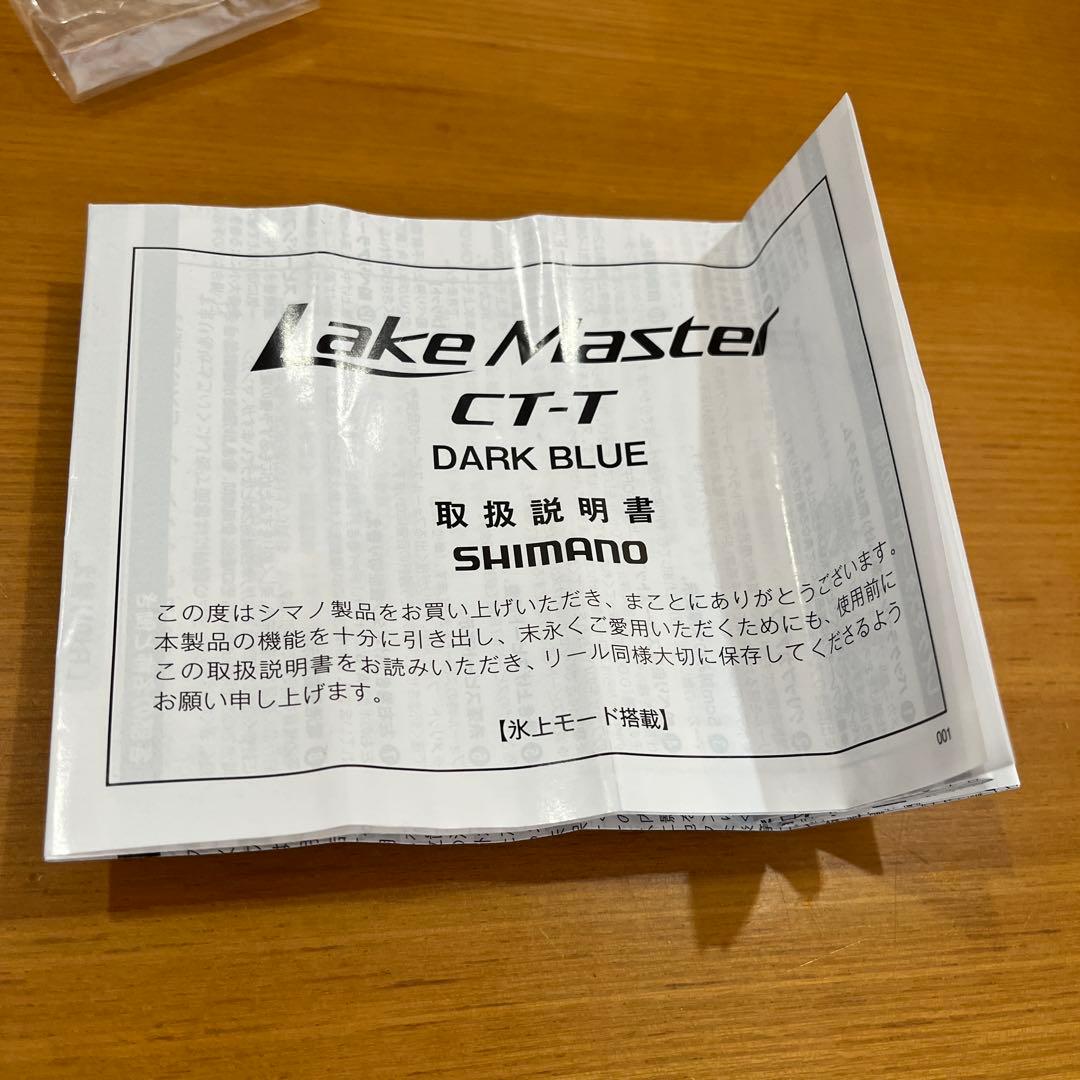 Lake Master
CT-T
DARK BLUE
取扱説明書
SHIMANO
この度はシマノ製品をお買い上げいただき、まことにありがとうございます。
本製品の機能を十分に引き出し、末永くご愛用いただくためにも、使用前に
この取扱説明書をお読みいただき、リール同様大切に保存してくださるよう
お願い申し上げます。
【氷上モード搭載】
001